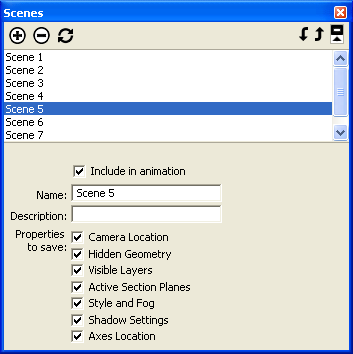 Scenes
Scene 1
Scene 2
Scene 3
Scene 4
Scene 5
Scene 6
Scene 7
Include in animation
Name: Scene 5
Description:
Properties
to save:
Camera Location
Hidden Geometry
Visible Layers
Active Section Planes
Style and Fog
Shadow Settings
Axes Location